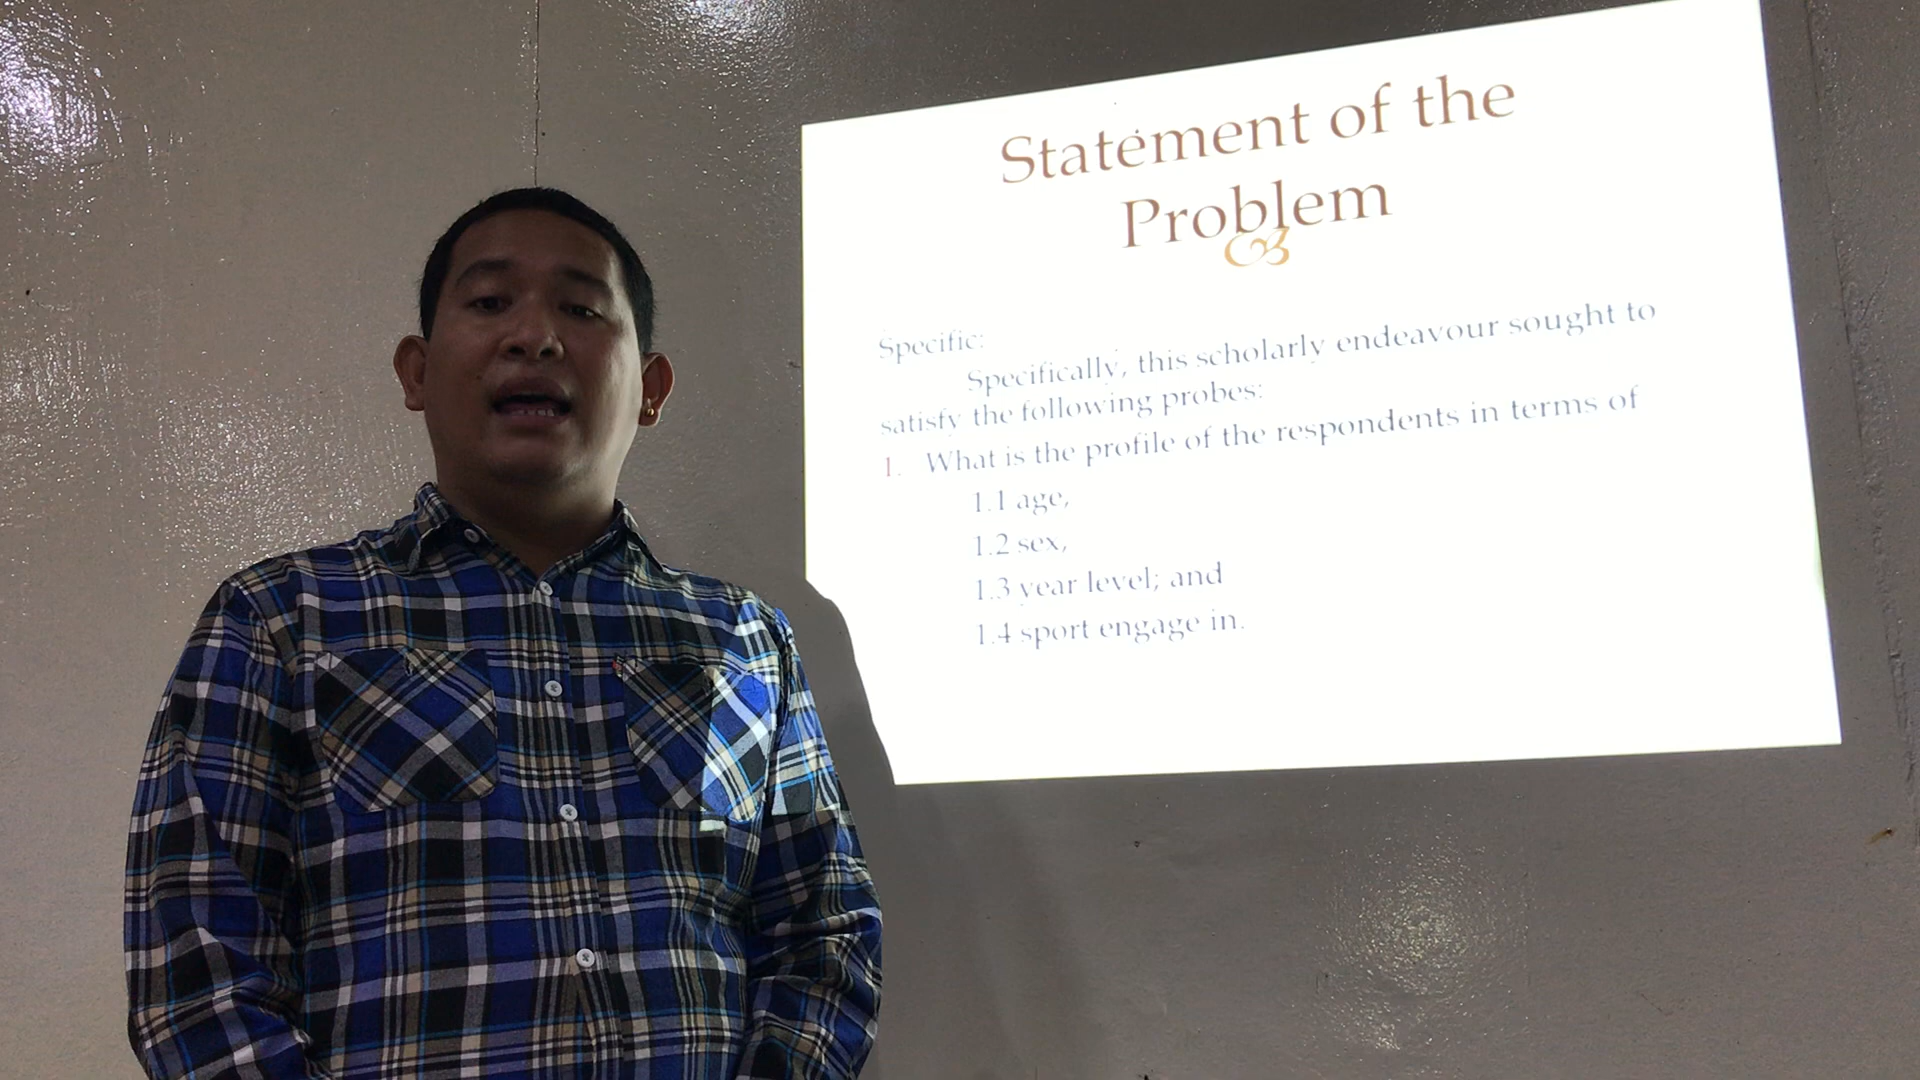 Statement of the
Problem
Specific:
Specifically, this scholarly endeavour sought to
satisfy the following probes:
1. What is the profile of the respondents in terms of
1.1 age,
1.2 sex,
1.3 year level; and
1.4 sport engage in.